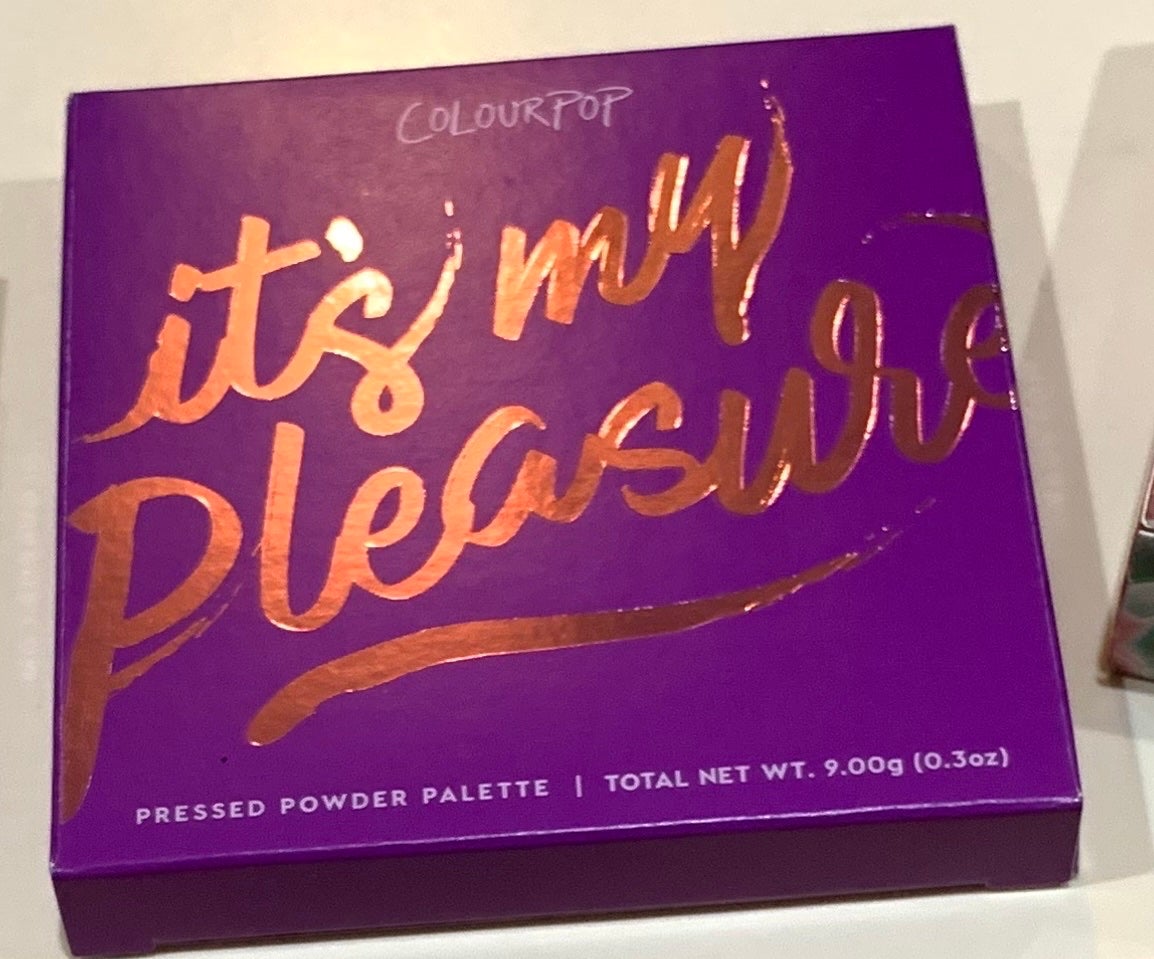 COLOURPOP
it's my
Pleasure
PRESSED POWDER PALETTE | TOTAL NET WT. 9.00g (0.3oz)